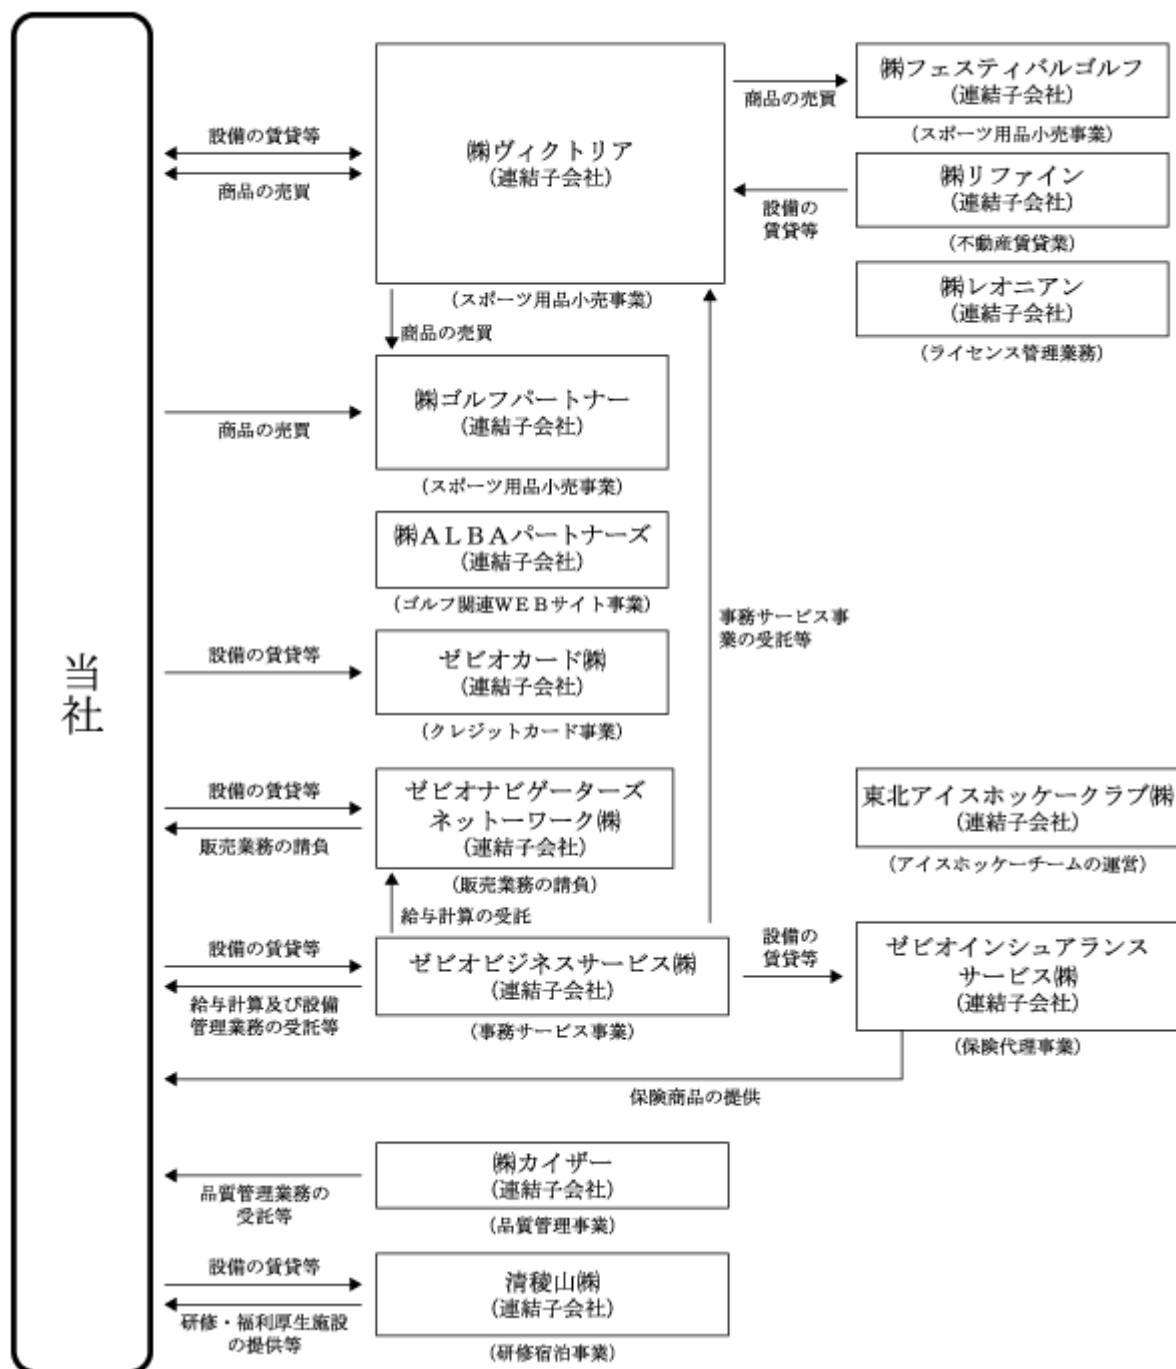 当
社
設備の賃貸等
商品の売買
㈱ヴィクトリア
(連結子会社)
(スポーツ用品小売事業)
商品の売買
㈱フェスティバルゴルフ
(連結子会社)
(スポーツ用品小売事業)
設備の
賃貸等
㈱リファイン
(連結子会社)
(不動産賃貸業)
㈱レオニアン
(連結子会社)
(ライセンス管理業務)
商品の売買
商品の売買
㈱ゴルフパートナー
(連結子会社)
(スポーツ用品小売事業)
㈱ＡＬＢＡパートナーズ
(連結子会社)
(ゴルフ関連ＷＥＢサイト事業)
事務サービス事
業の受託等
設備の賃貸等
ゼビオカード㈱
(連結子会社)
(クレジットカード事業)
設備の賃貸等
販売業務の請負
ゼビオナビゲーターズ
ネットーワーク㈱
(連結子会社)
(販売業務の請負)
東北アイスホッケークラブ㈱
(連結子会社)
(アイスホッケーチームの運営)
給与計算の受託
設備の賃貸等
給与計算及び設備
管理業務の受託等
ゼビオビジネスサービス㈱
(連結子会社)
(事務サービス事業)
設備の
賃貸等
ゼビオインシュアランス
サービス㈱
(連結子会社)
(保険代理事業)
保険商品の提供
品質管理業務の
受託等
㈱カイザー
(連結子会社)
(品質管理事業)
設備の賃貸等
研修・福利厚生施設
の提供等
清稜山㈱
(連結子会社)
(研修宿泊事業)